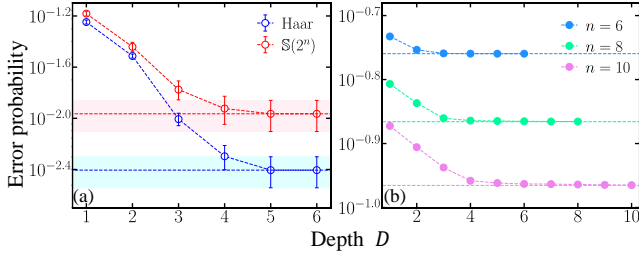 Error probability
10^{-1.2}
10^{-1.6}
10^{-2.0}
10^{-2.4}
Haar
𝕊(2^n)
(a)
1 2 3 4 5 6
10^{-0.7}
10^{-0.8}
10^{-0.9}
10^{-1.0}
n = 6
n = 8
n = 10
(b)
2 4 6 8 10
Depth D